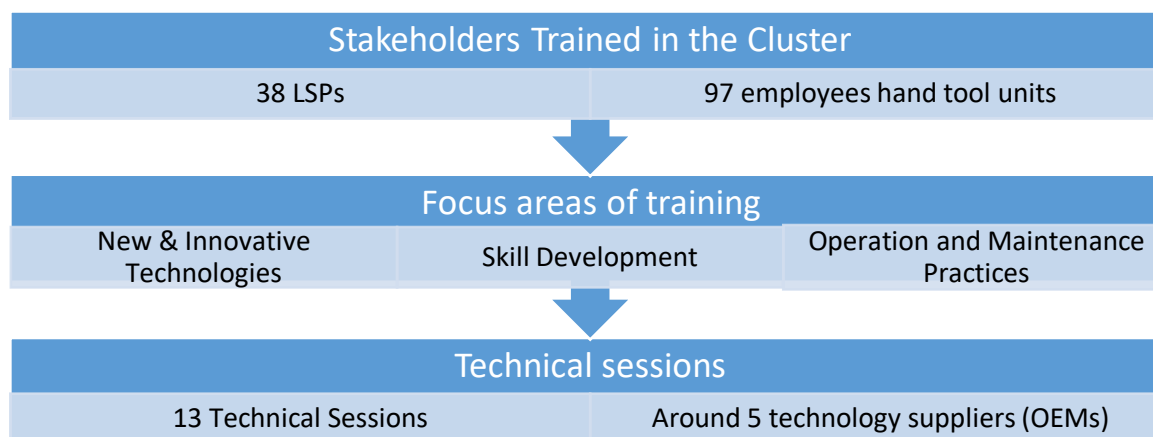 Stakeholders Trained in the Cluster
38 LSPs
97 employees hand tool units
Focus areas of training
New & Innovative
Technologies
Skill Development
Operation and Maintenance
Practices
Technical sessions
13 Technical Sessions
Around 5 technology suppliers (OEMs)